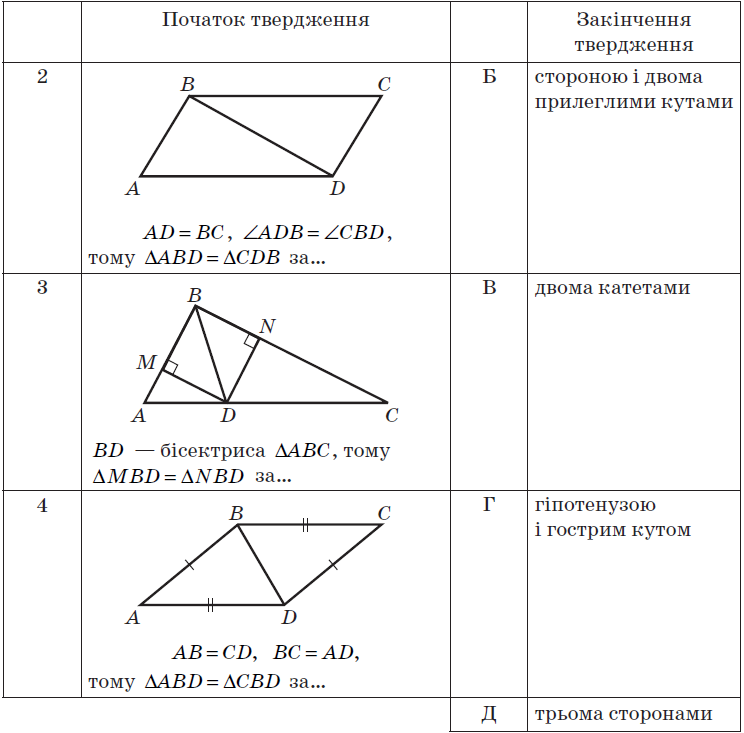 Початок твердження
Закінчення
твердження
2
B
C
A
D
AD = BC, ∠ADB = ∠CBD,
тому ΔABD = ΔCDB за...
Б
стороною і двома
прилеглими кутами
3
B
N
M
A
D
C
BD — бісектриса ΔABC, тому
ΔMBD = ΔNBD за...
В
двома катетами
4
B
C
A
D
AB = CD, BC = AD,
тому ΔABD = ΔCBD за...
Г
гіпотенузою
і гострим кутом
Д
трьома сторонами